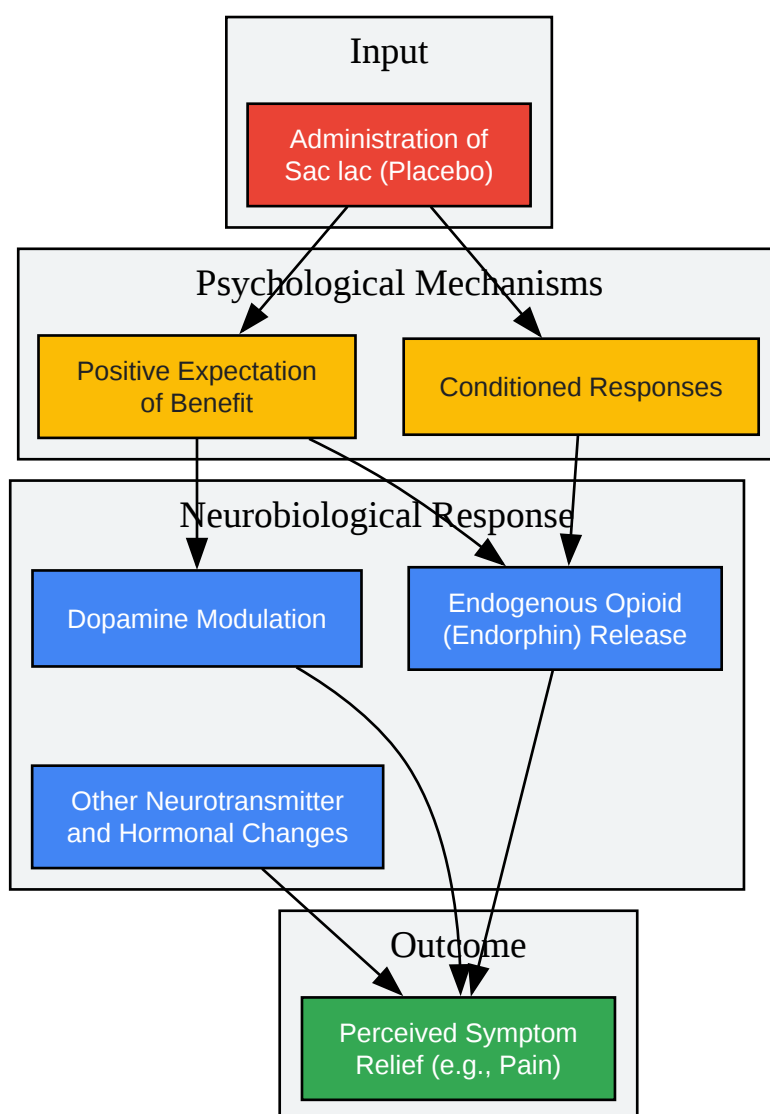 Input
Administration of
Sac lac (Placebo)
Psychological Mechanisms
Positive Expectation
of Benefit
Conditioned Responses
Neurobiological Response
Dopamine Modulation
Endogenous Opioid
(Endorphin) Release
Other Neurotransmitter
and Hormonal Changes
Outcome
Perceived Symptom
Relief (e.g., Pain)